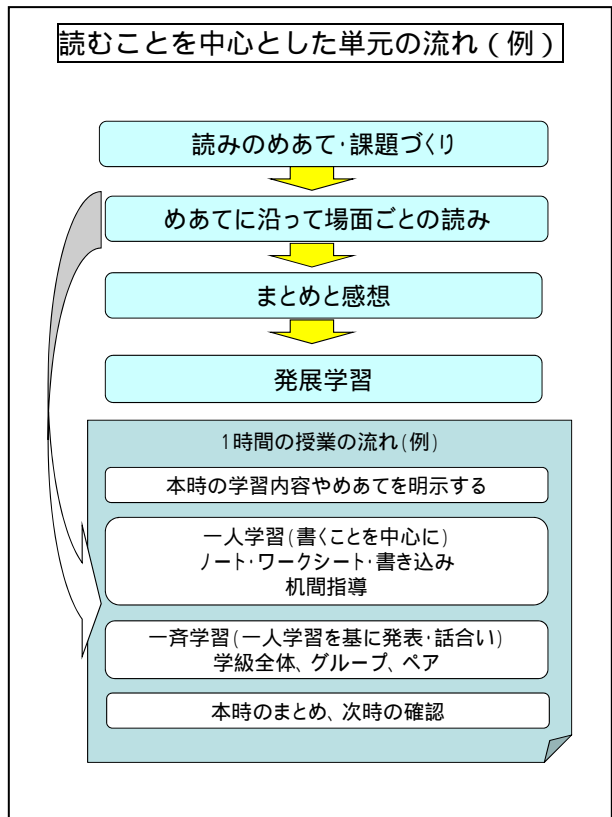 読むことを中心とした単元の流れ(例)
読みのめあて・課題づくり
めあてに沿って場面ごとの読み
まとめと感想
発展学習
1時間の授業の流れ(例)
本時の学習内容やめあてを明示する
一人学習(書くことを中心に)
ノート・ワークシート・書き込み
机間指導
一斉学習(一人学習を基に発表・話合い)
学級全体、グループ、ペア
本時のまとめ、次時の確認